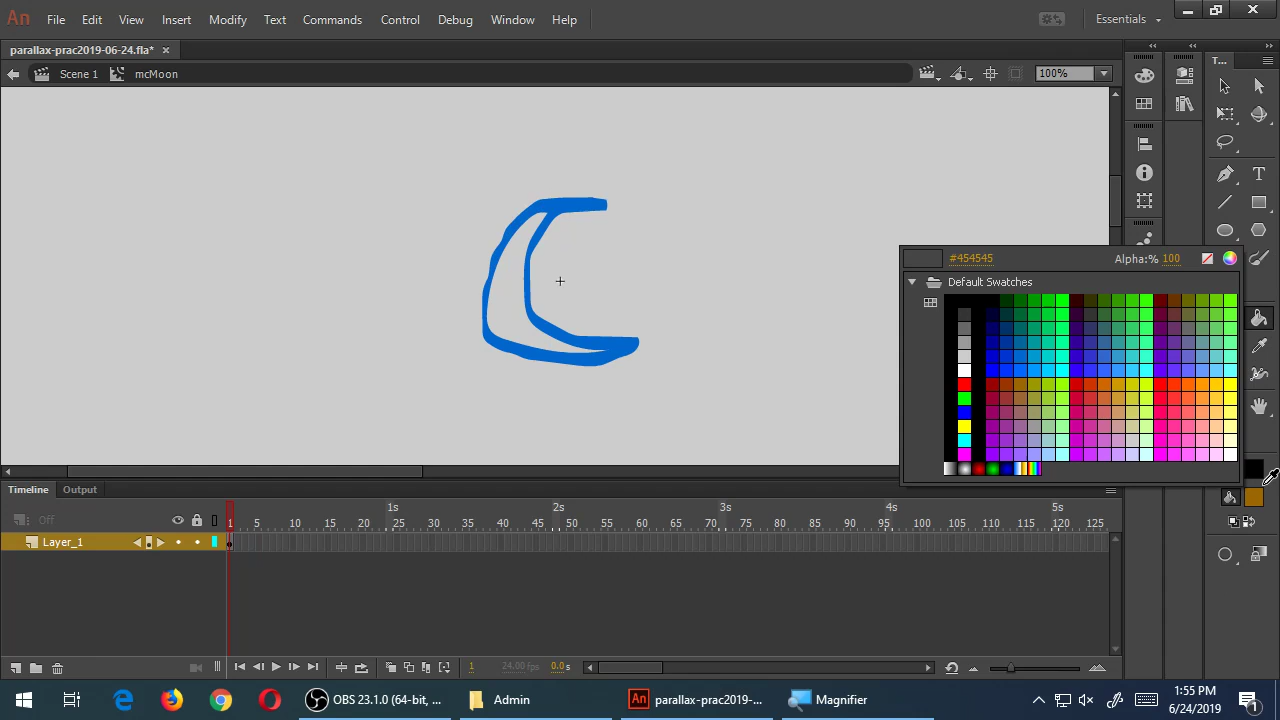 An File Edit View Insert Modify Text Commands Control Debug Window Help Essentials
parallax-prac2019-06-24.fla* ×
Scene 1 mcMoon 100%
T...
#454545 Alpha:% 100
Default Swatches
Timeline Output
1s 2s 3s 4s 5s
Off 1 5 10 15 20 25 30 35 40 45 50 55 60 65 70 75 80 85 90 95 100 105 110 115 120 125
Layer_1
1 24.00 fps 0.0 s
OBS 23.1.0 (64-bit, ... Admin An parallax-prac2019-... Magnifier
1:55 PM
6/24/2019
1